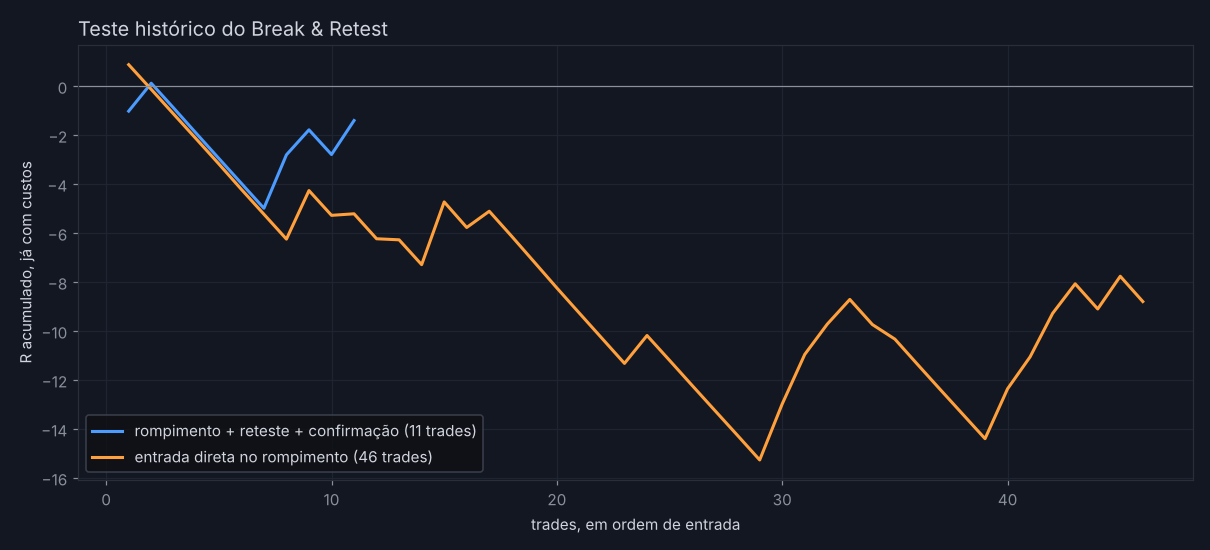 Teste histórico do Break & Retest
R acumulado, já com custos
0
−2
−4
−6
−8
−10
−12
−14
−16
rompimento + reteste + confirmação (11 trades)
entrada direta no rompimento (46 trades)
0 10 20 30 40
trades, em ordem de entrada